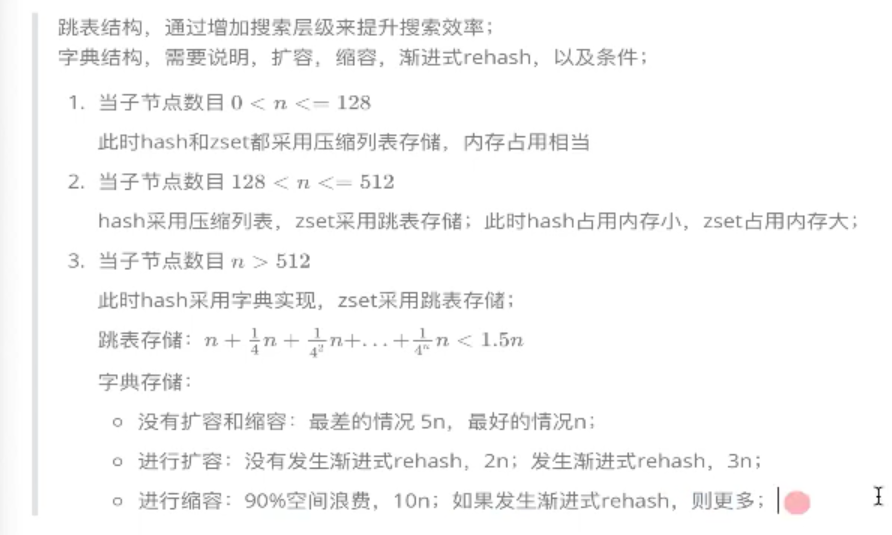 跳表结构，通过增加搜索层级来提升搜索效率；
字典结构，需要说明，扩容，缩容，渐进式rehash，以及条件；
1. 当子节点数目 0 < n <= 128
此时hash和zset都采用压缩列表存储，内存占用相当
2. 当子节点数目 128 < n <= 512
hash采用压缩列表，zset采用跳表存储；此时hash占用内存小，zset占用内存大；
3. 当子节点数目 n > 512
此时hash采用字典实现，zset采用跳表存储；
跳表存储：n + \frac{1}{4}n + \frac{1}{4^2}n+...+\frac{1}{4^n}n < 1.5n
字典存储：
○ 没有扩容和缩容：最差的情况 5n，最好的情况n；
○ 进行扩容：没有发生渐进式rehash，2n；发生渐进式rehash，3n；
○ 进行缩容：90%空间浪费，10n；如果发生渐进式rehash，则更多；